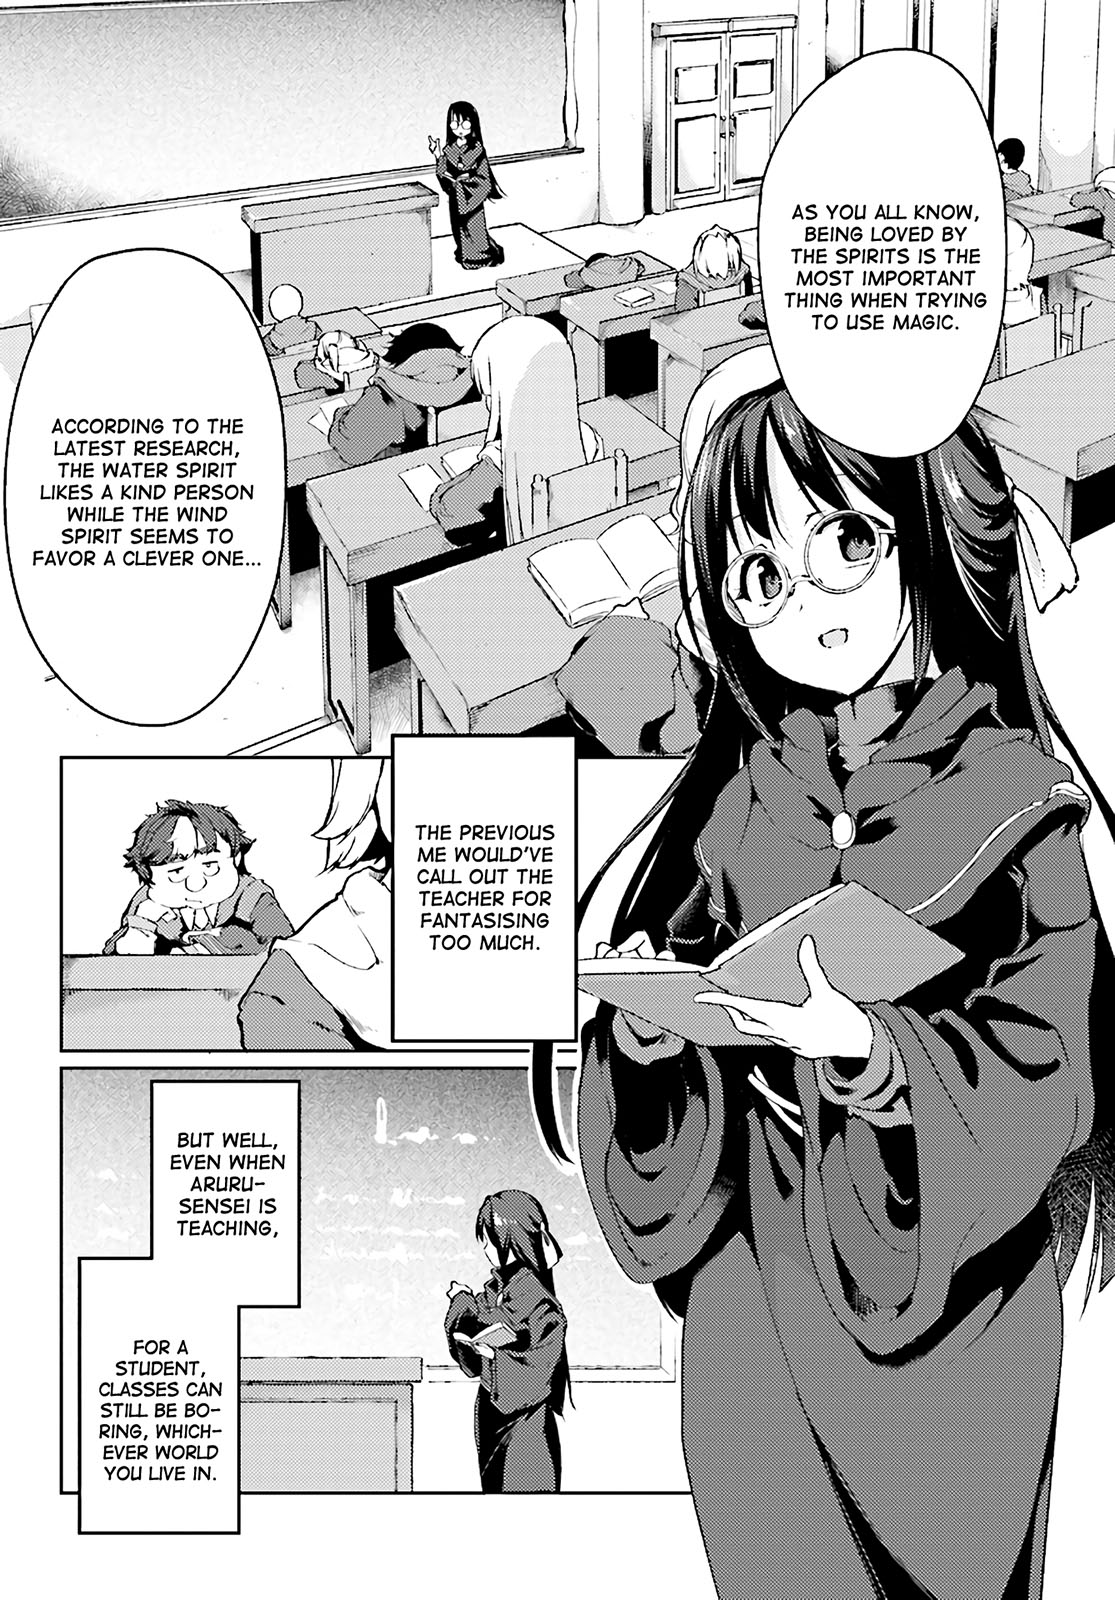 AS YOU ALL KNOW,
BEING LOVED BY
THE SPIRITS IS THE
MOST IMPORTANT
THING WHEN TRYING
TO USE MAGIC.
ACCORDING TO THE
LATEST RESEARCH,
THE WATER SPIRIT
LIKES A KIND PERSON
WHILE THE WIND
SPIRIT SEEMS TO
FAVOR A CLEVER ONE...
THE PREVIOUS
ME WOULD'VE
CALL OUT THE
TEACHER FOR
FANTASISING
TOO MUCH.
BUT WELL,
EVEN WHEN
ARURU-
SENSEI IS
TEACHING,
FOR A
STUDENT,
CLASSES CAN
STILL BE BO-
RING, WHICH-
EVER WORLD
YOU LIVE IN.